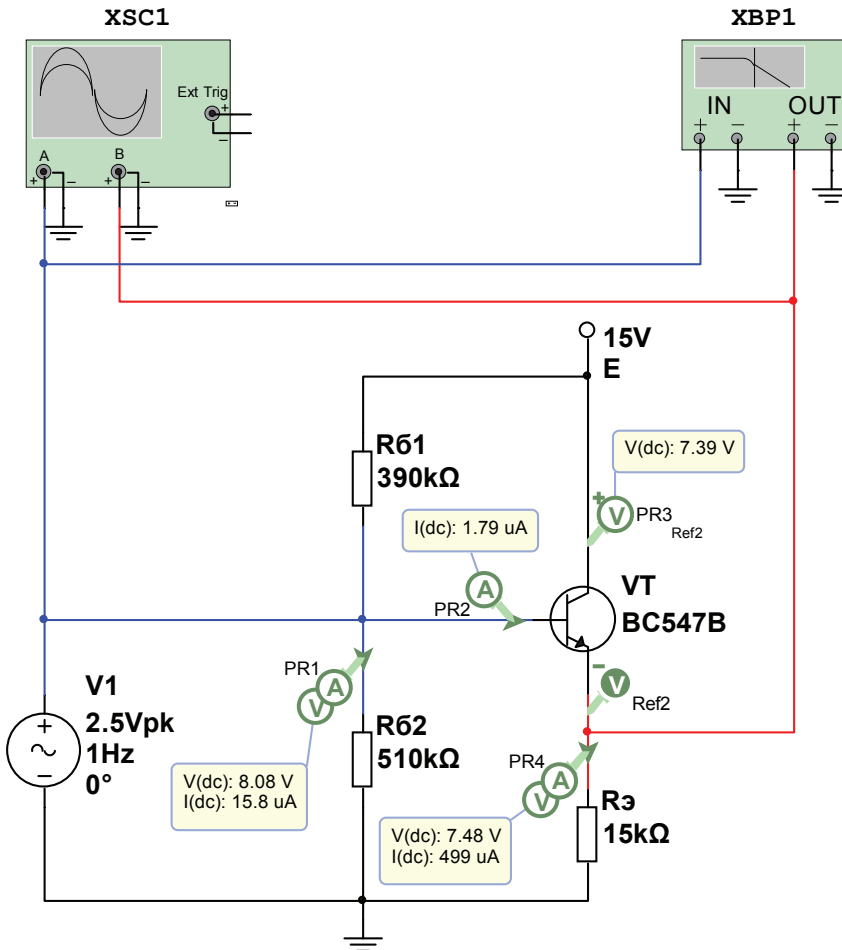 XSC1
XBP1
Ext Trig
+
–
A
B
+
–
+
–
IN
OUT
+
–
+
–
15V
E
Rб1
390kΩ
V(dc): 7.39 V
I(dc): 1.79 uA
+
V
PR3
Ref2
A
PR2
VT
BC547B
PR1
A
V
–
V
Ref2
V1
2.5Vpk
1Hz
0°
+
–
Rб2
510kΩ
V(dc): 8.08 V
I(dc): 15.8 uA
PR4
A
V
Rэ
15kΩ
V(dc): 7.48 V
I(dc): 499 uA